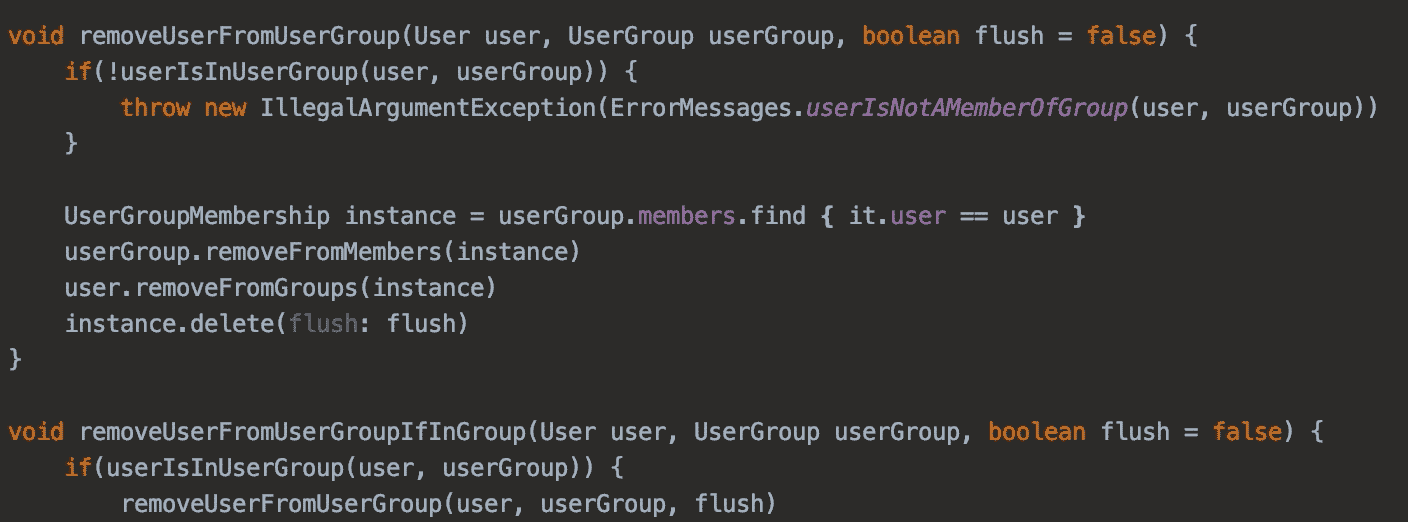 void removeUserFromUserGroup(User user, UserGroup userGroup, boolean flush = false) {
    if(!userIsInUserGroup(user, userGroup)) {
        throw new IllegalArgumentException(ErrorMessages.userIsNotAMemberOfGroup(user, userGroup))
    }

    UserGroupMembership instance = userGroup.members.find { it.user == user }
    userGroup.removeFromMembers(instance)
    user.removeFromGroups(instance)
    instance.delete(flush: flush)
}

void removeUserFromUserGroupIfInGroup(User user, UserGroup userGroup, boolean flush = false) {
    if(userIsInUserGroup(user, userGroup)) {
        removeUserFromUserGroup(user, userGroup, flush)